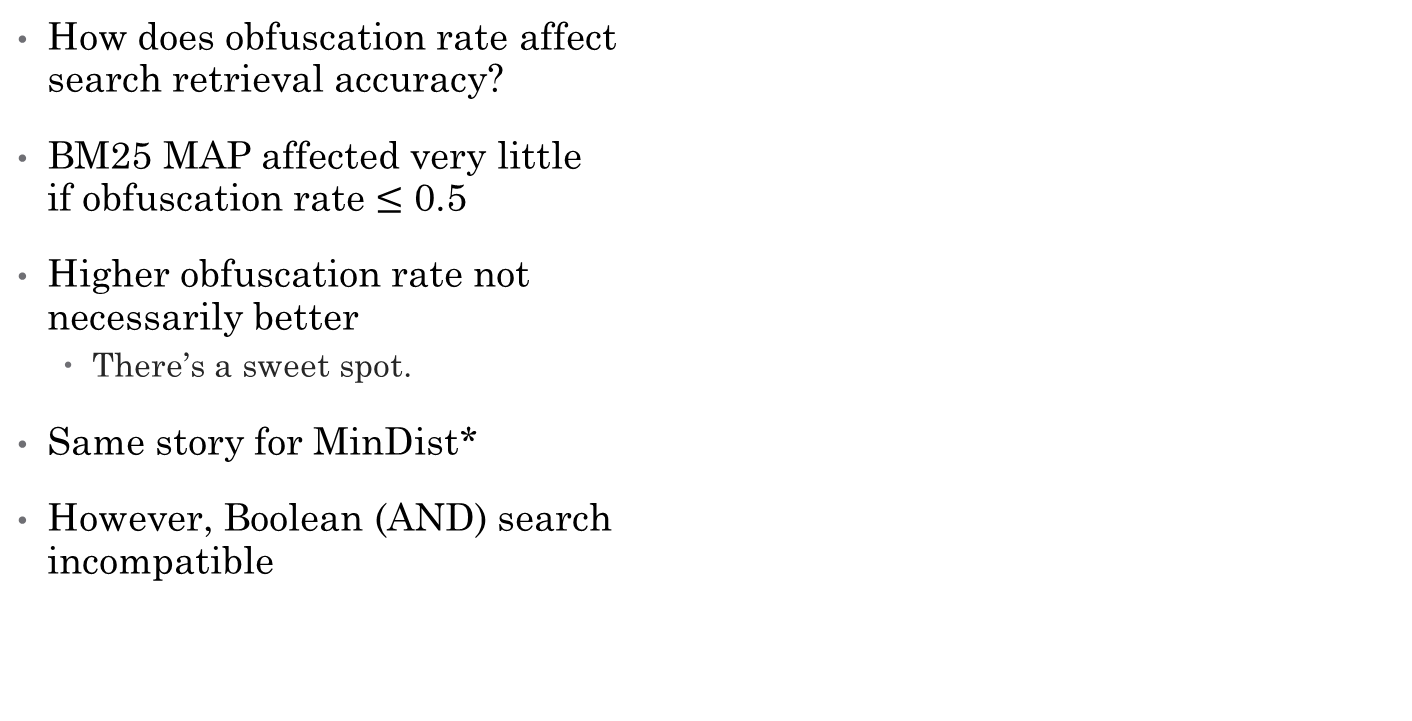 • How does obfuscation rate affect
search retrieval accuracy?
• BM25 MAP affected very little
if obfuscation rate ≤ 0.5
• Higher obfuscation rate not
necessarily better
• There’s a sweet spot.
• Same story for MinDist*
• However, Boolean (AND) search
incompatible